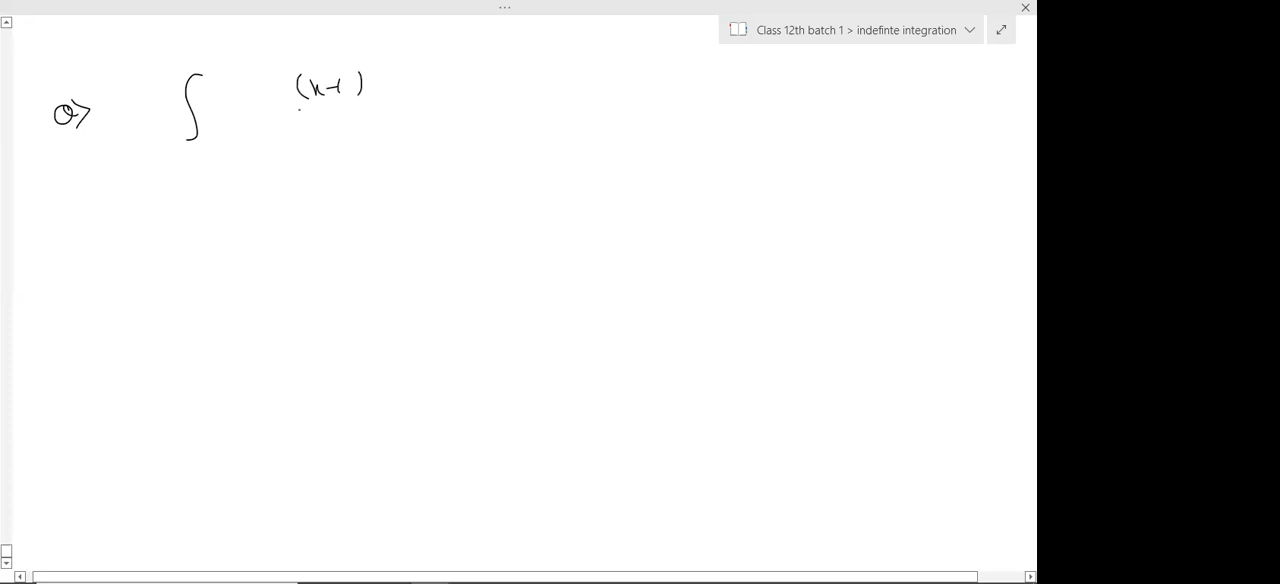 Class 12th batch 1 > indefinte integration
Q> ∫ (x-1)